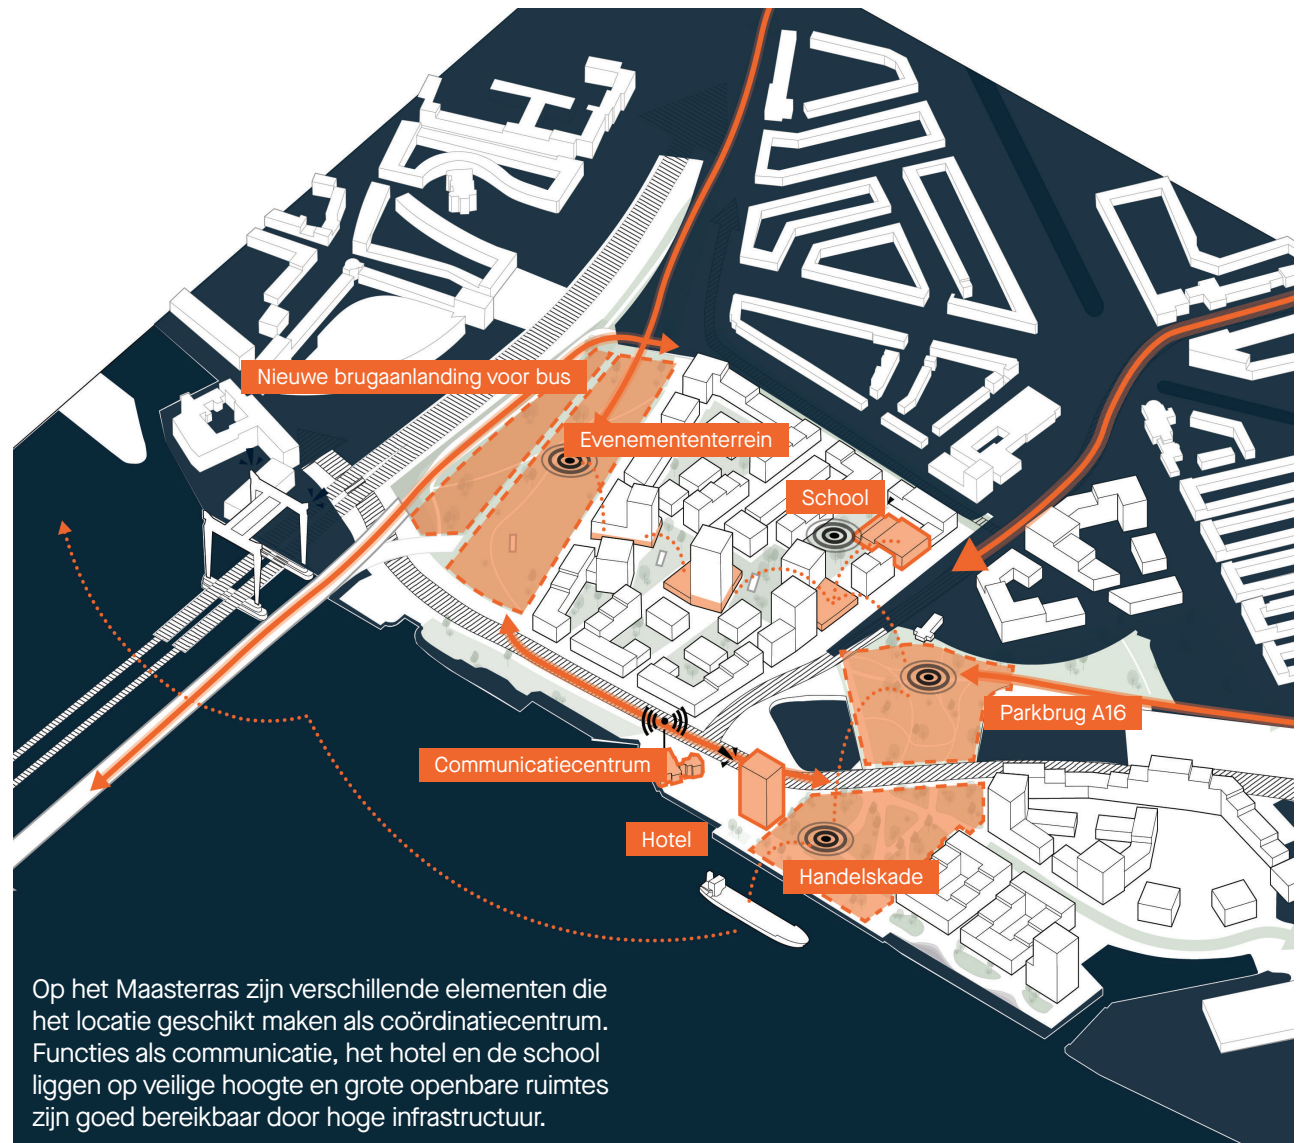 Nieuwe brugaanlanding voor bus
Evenemententerrein
School
Parkbrug A16
Communicatiecentrum
Hotel
Handelskade
Op het Maasterras zijn verschillende elementen die
het locatie geschikt maken als coördinatiecentrum.
Functies als communicatie, het hotel en de school
liggen op veilige hoogte en grote openbare ruimtes
zijn goed bereikbaar door hoge infrastructuur.